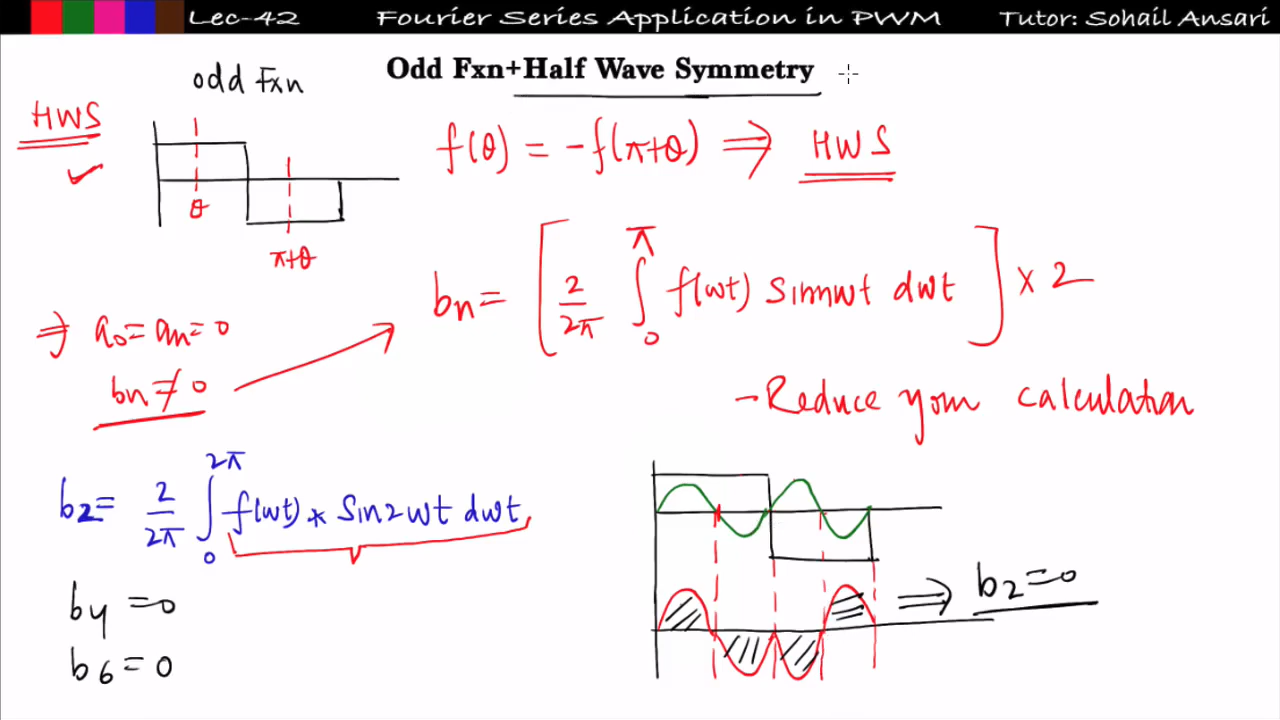 Lec-42 Fourier Series Application in PWM Tutor: Sohail Ansari
Odd Fxn+Half Wave Symmetry
odd Fxn
HWS
f(θ) = -f(π+θ) ⇒ HWS
θ
π+θ
bn = [ 2/2π ∫₀^π f(ωt) Sinnωt dωt ] × 2
⇒ a₀ = an = 0
bn ≠ 0
- Reduce your calculation
b₂ = 2/2π ∫₀^2π f(ωt) * Sin2ωt dωt
b₄ = 0
b₆ = 0
⇒ b₂ = 0